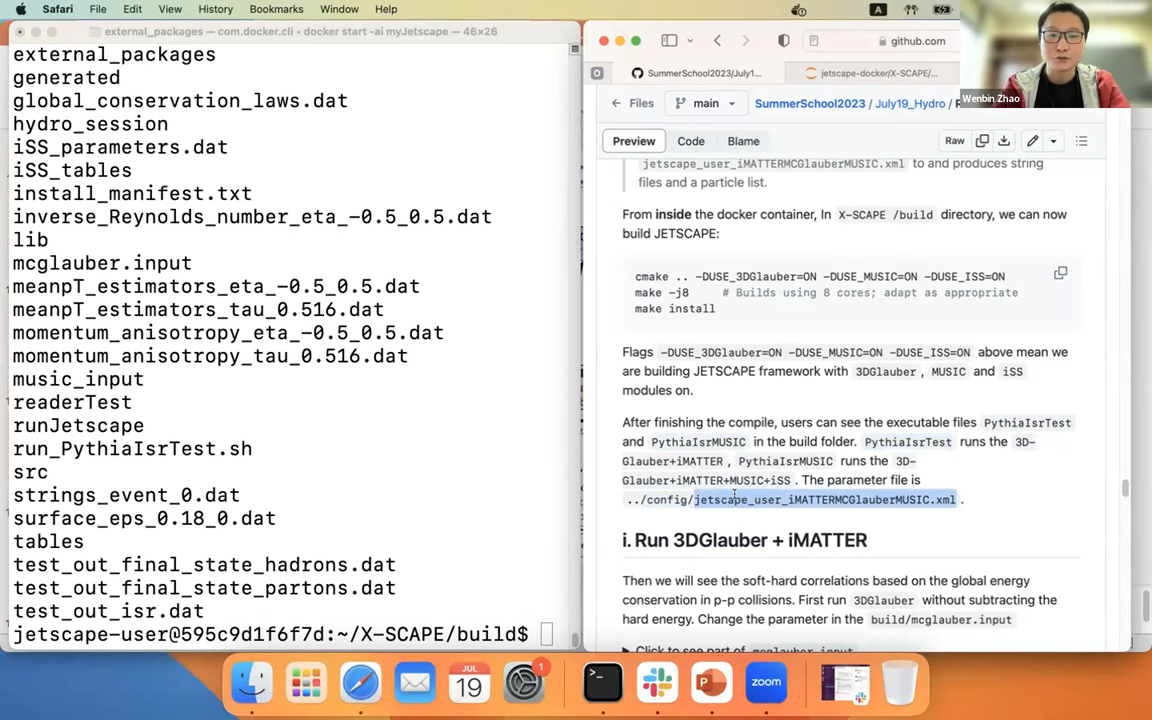 Safari File Edit View History Bookmarks Window Help
A
external_packages — com.docker.cli ‹ docker start -ai myJetscape — 46×26
external_packages
generated
global_conservation_laws.dat
hydro_session
iSS_parameters.dat
iSS_tables
install_manifest.txt
inverse_Reynolds_number_eta_-0.5_0.5.dat
lib
mcglauber.input
meanpT_estimators_eta_-0.5_0.5.dat
meanpT_estimators_tau_0.516.dat
momentum_anisotropy_eta_-0.5_0.5.dat
momentum_anisotropy_tau_0.516.dat
music_input
readerTest
runJetscape
run_PythiaIsrTest.sh
src
strings_event_0.dat
surface_eps_0.18_0.dat
tables
test_out_final_state_hadrons.dat
test_out_final_state_partons.dat
test_out_isr.dat
jetscape-user@595c9d1f6f7d:~/X-SCAPE/build$
github.com
SummerSchool2023/July1... jetscape-docker/X-SCAPE/...
Wenbin Zhao
Files main SummerSchool2023 / July19_Hydro /
Preview Code Blame Raw
jetscape_user_iMATTERMCGlauberMUSIC.xml to and produces string
files and a particle list.
From inside the docker container, In X-SCAPE /build directory, we can now
build JETSCAPE:
cmake .. -DUSE_3DGlauber=ON -DUSE_MUSIC=ON -DUSE_ISS=ON
make -j8 # Builds using 8 cores; adapt as appropriate
make install
Flags -DUSE_3DGlauber=ON -DUSE_MUSIC=ON -DUSE_ISS=ON above mean we
are building JETSCAPE framework with 3DGlauber , MUSIC and iSS
modules on.
After finishing the compile, users can see the executable files PythiaIsrTest
and PythiaIsrMUSIC in the build folder. PythiaIsrTest runs the 3D-
Glauber+iMATTER , PythiaIsrMUSIC runs the 3D-
Glauber+iMATTER+MUSIC+iSS . The parameter file is
../config/jetscape_user_iMATTERMCGlauberMUSIC.xml .
i. Run 3DGlauber + iMATTER
Then we will see the soft-hard correlations based on the global energy
conservation in p-p collisions. First run 3DGlauber without subtracting the
hard energy. Change the parameter in the build/mcglauber.input
Click to see part of mcglauber.input
JUL
19
1
zoom